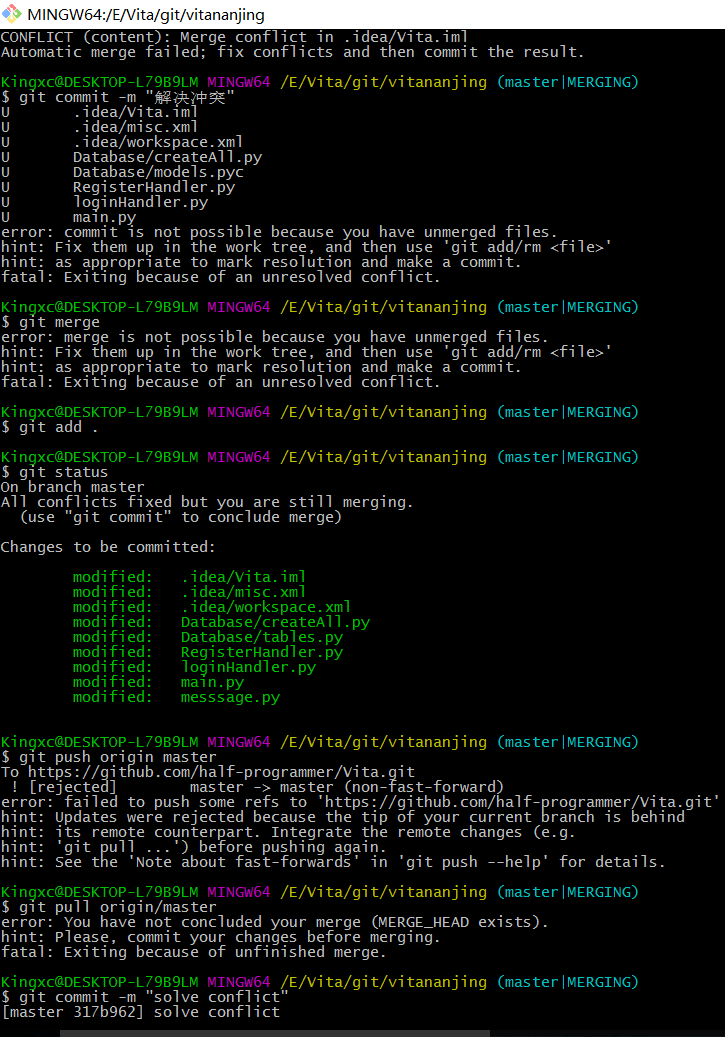 MINGW64:/E/Vita/git/vitananjing
CONFLICT (content): Merge conflict in .idea/Vita.iml
Automatic merge failed; fix conflicts and then commit the result.
Kingxc@DESKTOP-L79B9LM MINGW64 /E/Vita/git/vitananjing (master|MERGING)
$ git commit -m "解决冲突"
U       .idea/Vita.iml
U       .idea/misc.xml
U       .idea/workspace.xml
U       Database/createAll.py
U       Database/models.pyc
U       RegisterHandler.py
U       loginHandler.py
U       main.py
error: commit is not possible because you have unmerged files.
hint: Fix them up in the work tree, and then use 'git add/rm <file>'
hint: as appropriate to mark resolution and make a commit.
fatal: Exiting because of an unresolved conflict.
Kingxc@DESKTOP-L79B9LM MINGW64 /E/Vita/git/vitananjing (master|MERGING)
$ git merge
error: merge is not possible because you have unmerged files.
hint: Fix them up in the work tree, and then use 'git add/rm <file>'
hint: as appropriate to mark resolution and make a commit.
fatal: Exiting because of an unresolved conflict.
Kingxc@DESKTOP-L79B9LM MINGW64 /E/Vita/git/vitananjing (master|MERGING)
$ git add .
Kingxc@DESKTOP-L79B9LM MINGW64 /E/Vita/git/vitananjing (master|MERGING)
$ git status
On branch master
All conflicts fixed but you are still merging.
  (use "git commit" to conclude merge)
Changes to be committed:
        modified:   .idea/Vita.iml
        modified:   .idea/misc.xml
        modified:   .idea/workspace.xml
        modified:   Database/createAll.py
        modified:   Database/tables.py
        modified:   RegisterHandler.py
        modified:   loginHandler.py
        modified:   main.py
        modified:   messsage.py
Kingxc@DESKTOP-L79B9LM MINGW64 /E/Vita/git/vitananjing (master|MERGING)
$ git push origin master
To https://github.com/half-programmer/Vita.git
 ! [rejected]        master -> master (non-fast-forward)
error: failed to push some refs to 'https://github.com/half-programmer/Vita.git'
hint: Updates were rejected because the tip of your current branch is behind
hint: its remote counterpart. Integrate the remote changes (e.g.
hint: 'git pull ...') before pushing again.
hint: See the 'Note about fast-forwards' in 'git push --help' for details.
Kingxc@DESKTOP-L79B9LM MINGW64 /E/Vita/git/vitananjing (master|MERGING)
$ git pull origin/master
error: You have not concluded your merge (MERGE_HEAD exists).
hint: Please, commit your changes before merging.
fatal: Exiting because of unfinished merge.
Kingxc@DESKTOP-L79B9LM MINGW64 /E/Vita/git/vitananjing (master|MERGING)
$ git commit -m "solve conflict"
[master 317b962] solve conflict